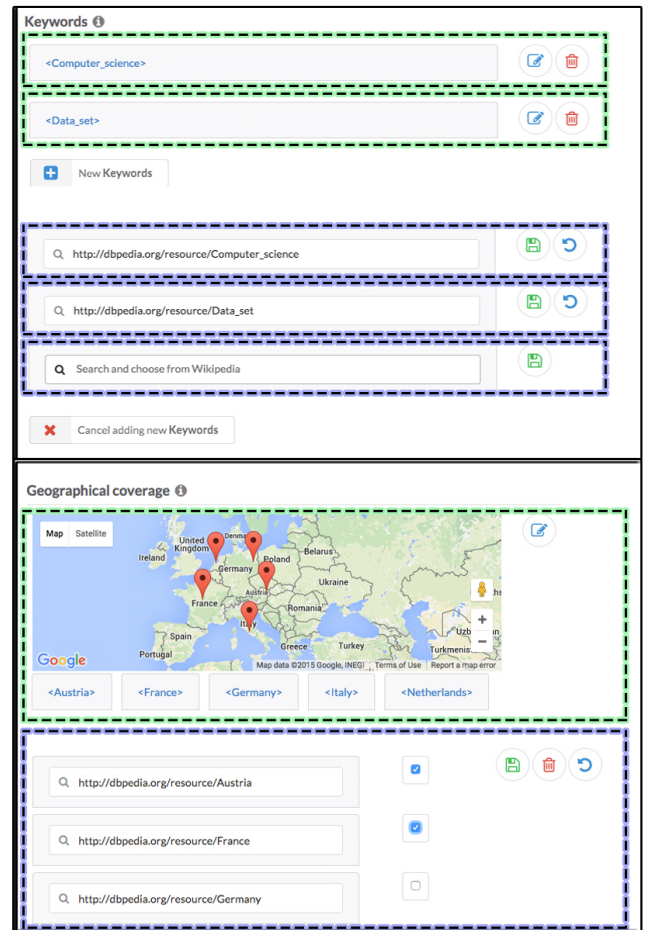 Keywords
<Computer_science>
<Data_set>
New Keywords
http://dbpedia.org/resource/Computer_science
http://dbpedia.org/resource/Data_set
Search and choose from Wikipedia
Cancel adding new Keywords
Geographical coverage
Map Satellite
United Kingdom
Ireland
Belarus
Poland
Germany
Ukraine
Austria
France
Romania
Italy
Spain
Portugal
Greece
Turkey
Google
Map data ©2015 Google, INEGI Terms of Use Report a map error
<Austria> <France> <Germany> <Italy> <Netherlands>
http://dbpedia.org/resource/Austria
http://dbpedia.org/resource/France
http://dbpedia.org/resource/Germany